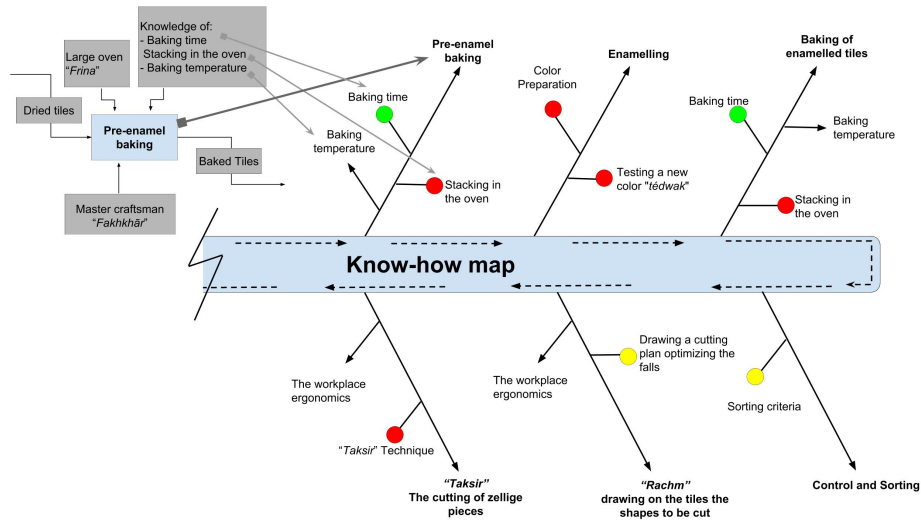 Knowledge of:
- Baking time
Stacking in the oven
- Baking temperature
Large oven
“Frina”
Dried tiles
Pre-enamel
baking
Baked Tiles
Master craftsman
“Fakhkhār”
Pre-enamel
baking
Baking time
Baking
temperature
Stacking in
the oven
Enamelling
Color
Preparation
Testing a new
color "tédwak"
Baking of
enamelled tiles
Baking time
Baking
temperature
Stacking in
the oven
Know-how map
The workplace
ergonomics
“Taksir” Technique
“Taksir”
The cutting of zellige
pieces
The workplace
ergonomics
Drawing a cutting
plan optimizing the
falls
“Rachm”
drawing on the tiles the
shapes to be cut
Sorting criteria
Control and Sorting